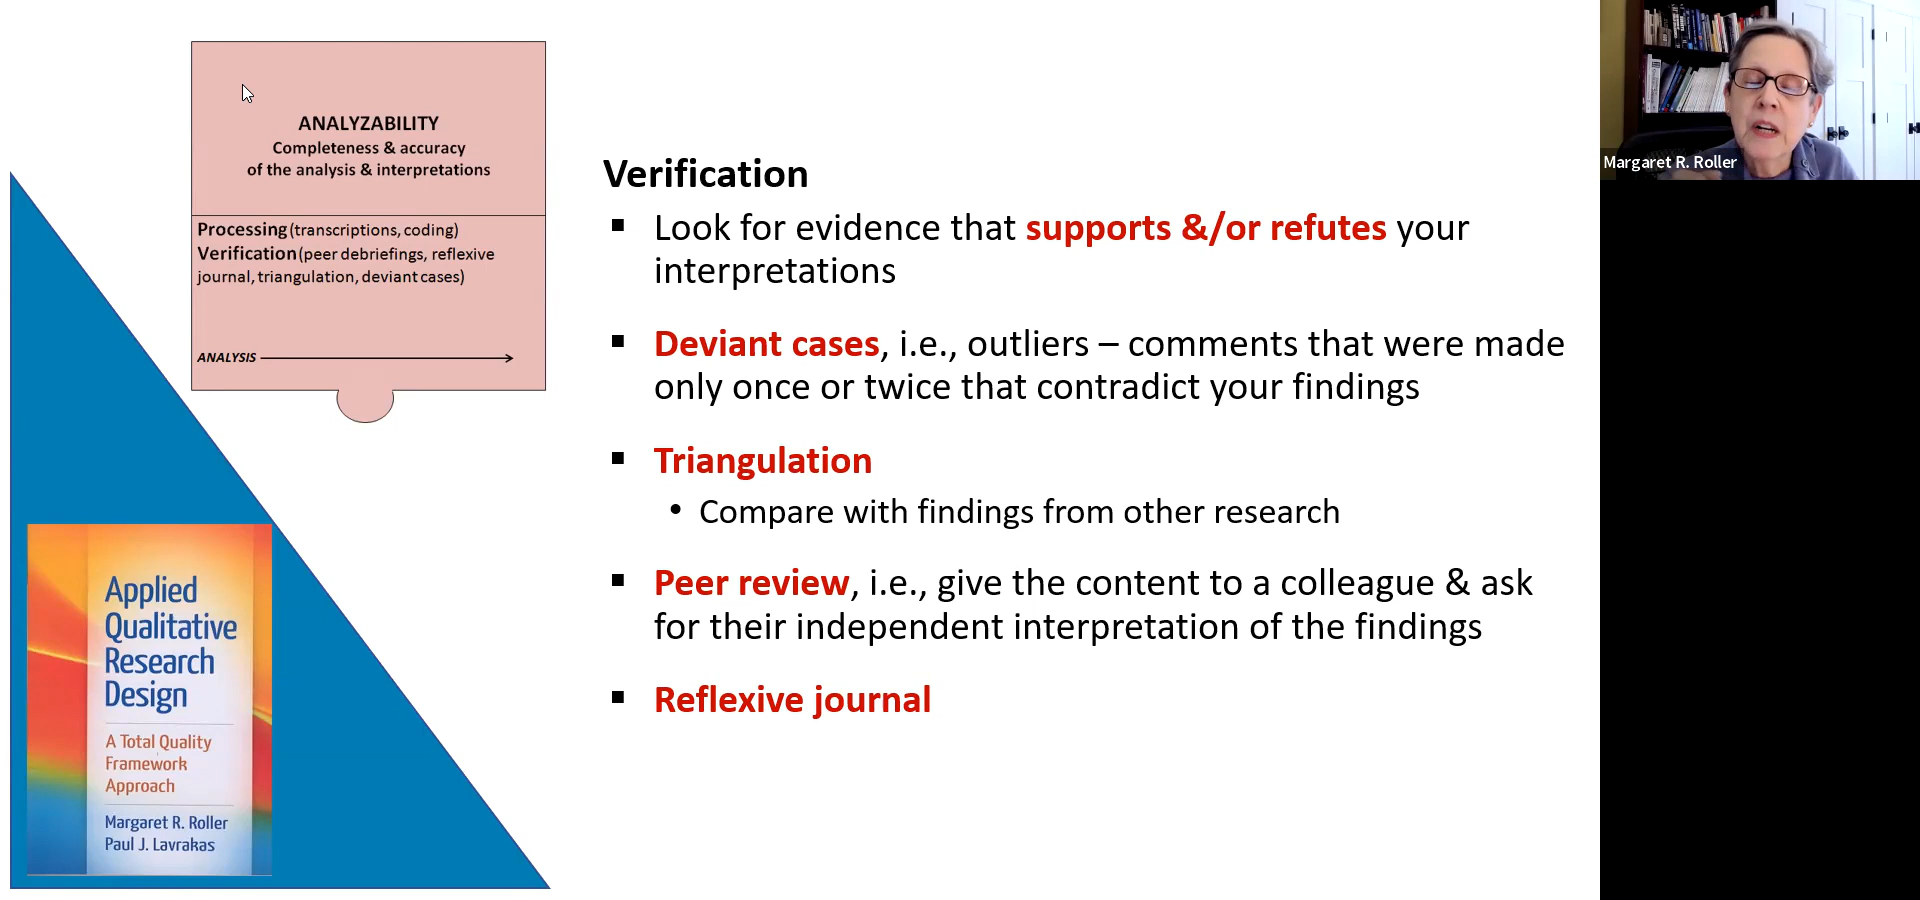 ANALYZABILITY
Completeness & accuracy
of the analysis & interpretations
Processing (transcriptions, coding)
Verification (peer debriefings, reflexive
journal, triangulation, deviant cases)
ANALYSIS
Verification
▪ Look for evidence that supports &/or refutes your
interpretations
▪ Deviant cases, i.e., outliers – comments that were made
only once or twice that contradict your findings
▪ Triangulation
• Compare with findings from other research
▪ Peer review, i.e., give the content to a colleague & ask
for their independent interpretation of the findings
▪ Reflexive journal
Applied
Qualitative
Research
Design
A Total Quality
Framework
Approach
Margaret R. Roller
Paul J. Lavrakas
Margaret R. Roller